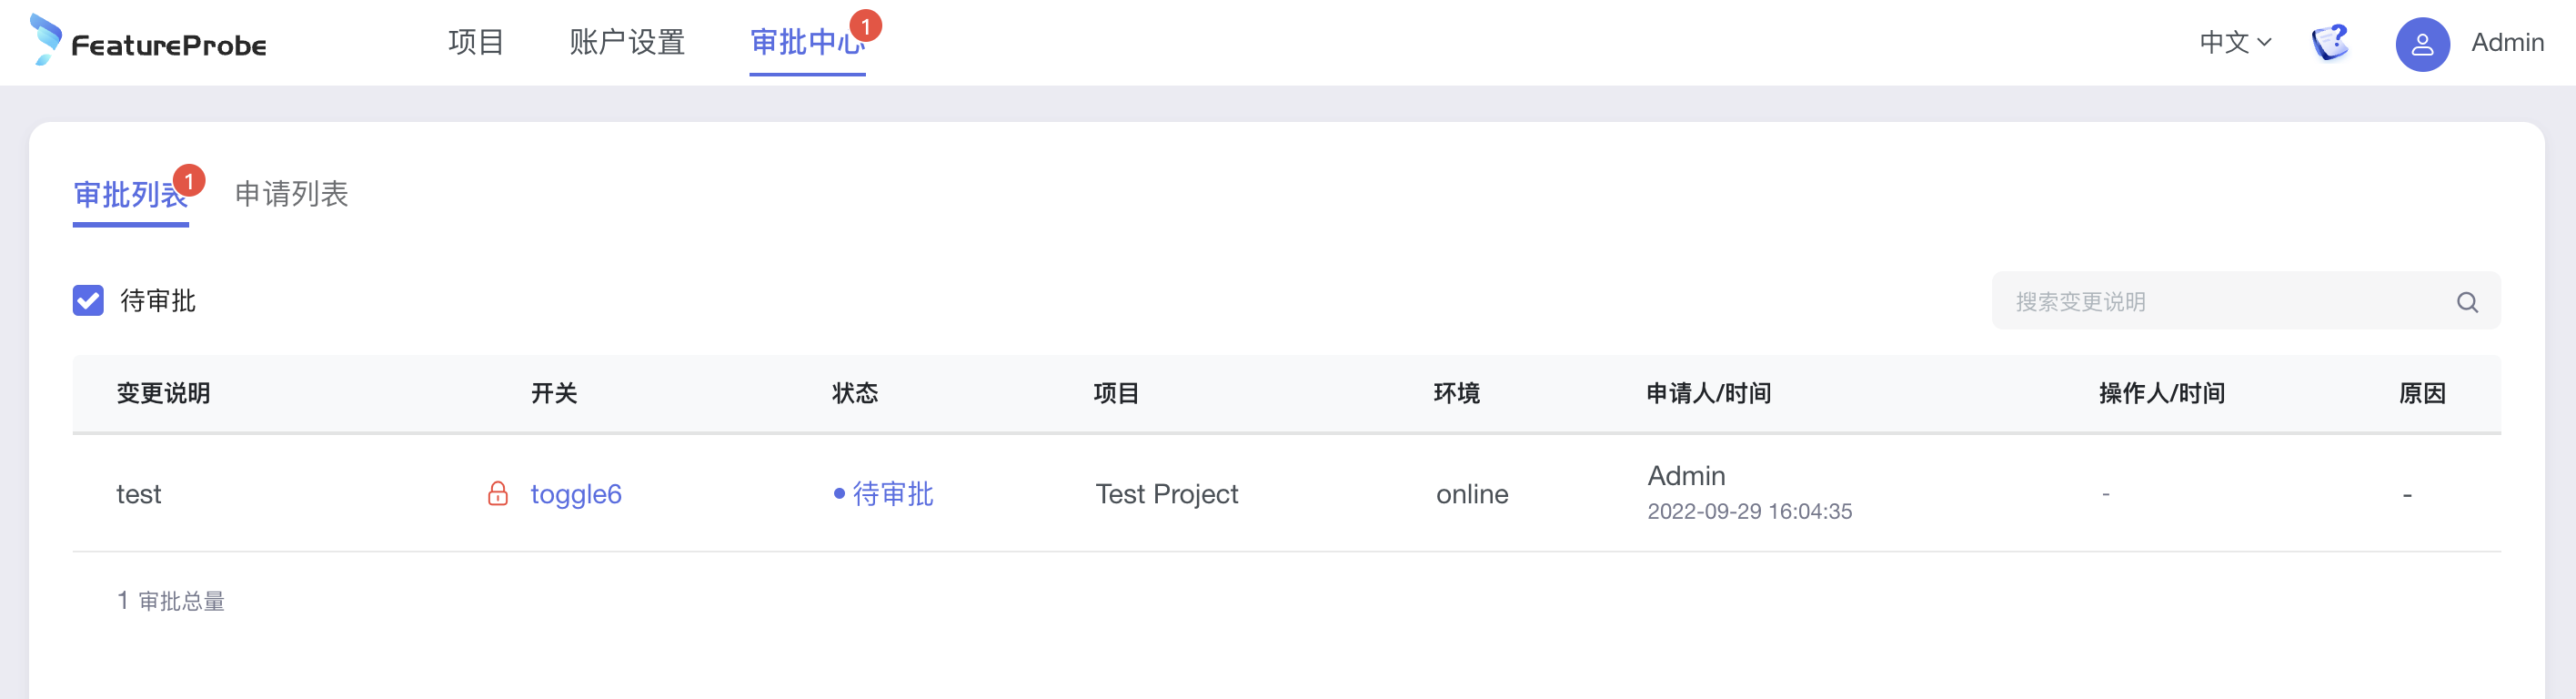 FeatureProbe 项目 账户设置 审批中心 1 中文 Admin
审批列表 1 申请列表
待审批 搜索变更说明
变更说明 开关 状态 项目 环境 申请人/时间 操作人/时间 原因
test toggle6 待审批 Test Project online Admin - -
2022-09-29 16:04:35
1 审批总量